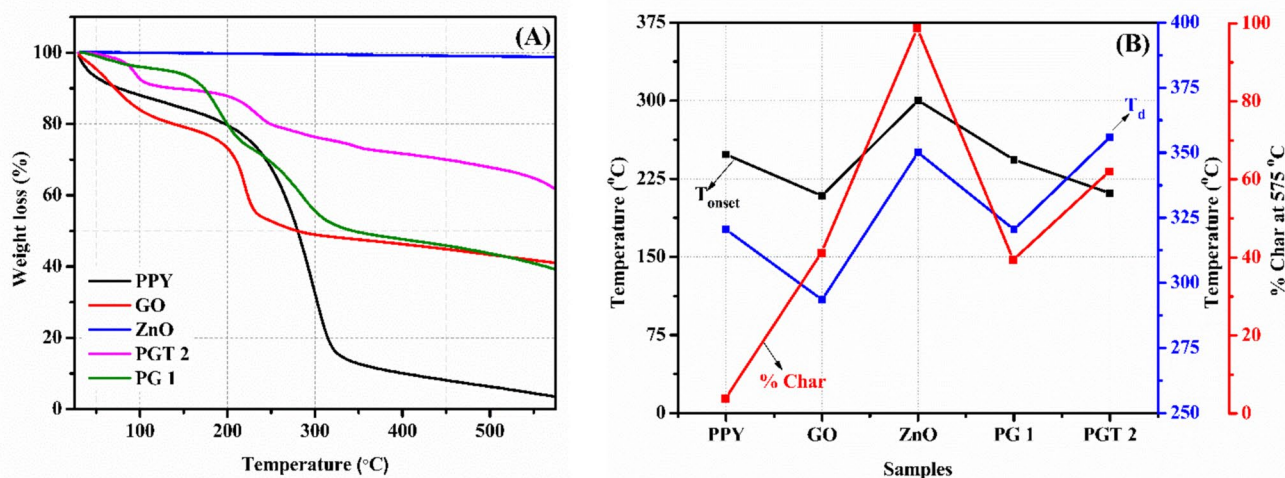 (A)
Weight loss (%)
100
80
60
40
20
0
PPY
GO
ZnO
PGT 2
PG 1
100
200
300
400
500
Temperature (°C)
(B)
Temperature (°C)
375
300
225
150
75
0
T onset
% Char
T d
PPY
GO
ZnO
PG 1
PGT 2
Samples
400
375
350
325
300
275
250
Temperature (°C)
100
80
60
40
20
0
% Char at 575 °C